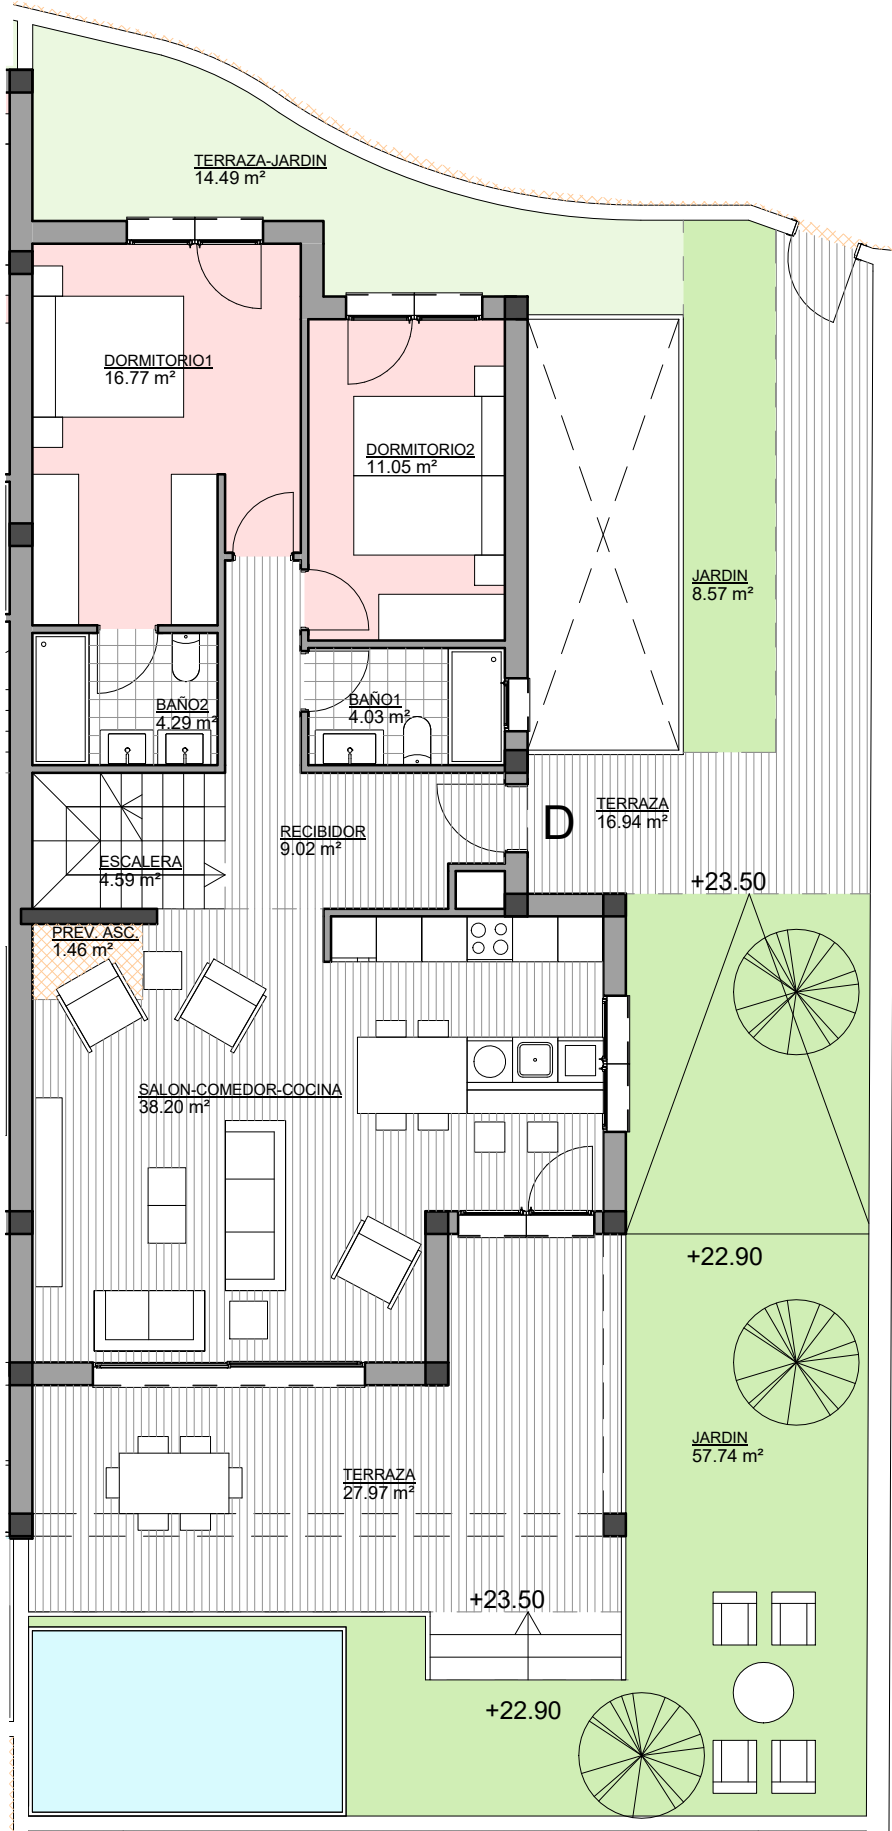 TERRAZA-JARDIN
14.49 m²
DORMITORIO1
16.77 m²
DORMITORIO2
11.05 m²
JARDIN
8.57 m²
BAÑO2
4.29 m²
BAÑO1
4.03 m²
TERRAZA
16.94 m²
D
RECIBIDOR
9.02 m²
ESCALERA
4.59 m²
+23.50
PREV. ASC.
1.46 m²
SALON-COMEDOR-COCINA
38.20 m²
+22.90
JARDIN
57.74 m²
TERRAZA
27.97 m²
+23.50
+22.90